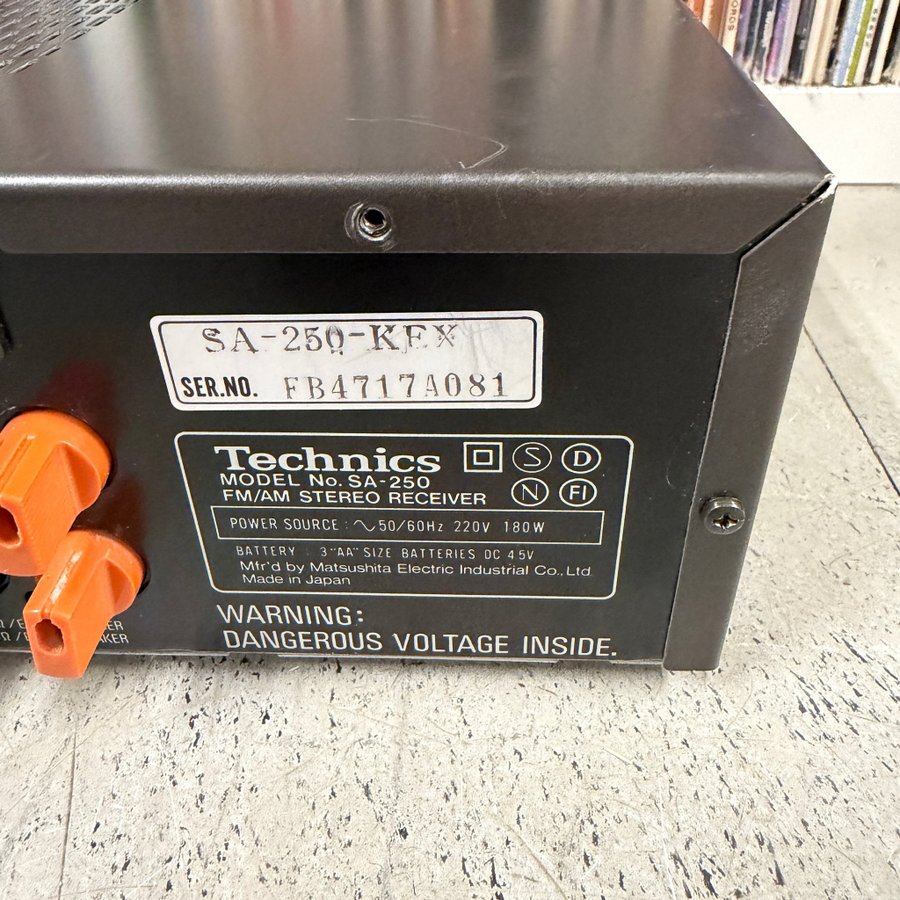 SA-250-KEX
SER.NO. FB4717A081
Technics S D
MODEL No. SA-250
FM/AM STEREO RECEIVER N FI
POWER SOURCE : ～ 50/60Hz 220V 180W
BATTERY : 3 "AA" SIZE BATTERIES DC 4.5V
Mfr'd by Matsushita Electric Industrial Co., Ltd.
Made in Japan
WARNING:
DANGEROUS VOLTAGE INSIDE.